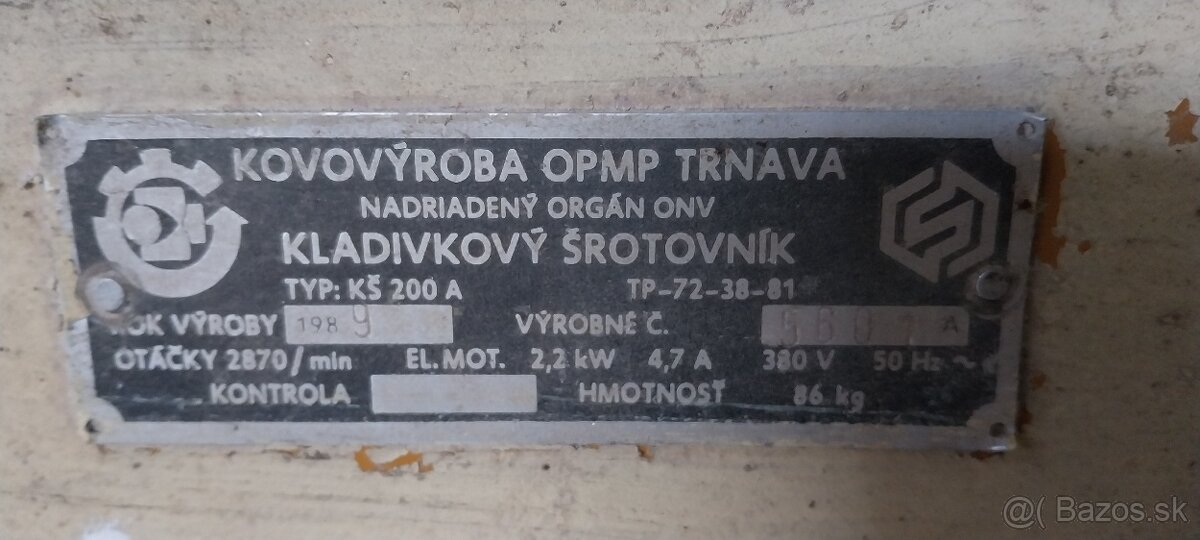 KOVOVÝROBA OPMP TRNAVA
NADRIADENÝ ORGÁN ONV
KLADIVKOVÝ ŠROTOVNÍK
TYP: KŠ 200 A TP-72-38-81
ROK VÝROBY 1989 VÝROBNÉ Č. A
OTÁČKY 2870/min EL. MOT. 2,2 kW 4,7 A 380 V 50 Hz ~
KONTROLA HMOTNOSŤ 86 kg
@( Bazos.sk